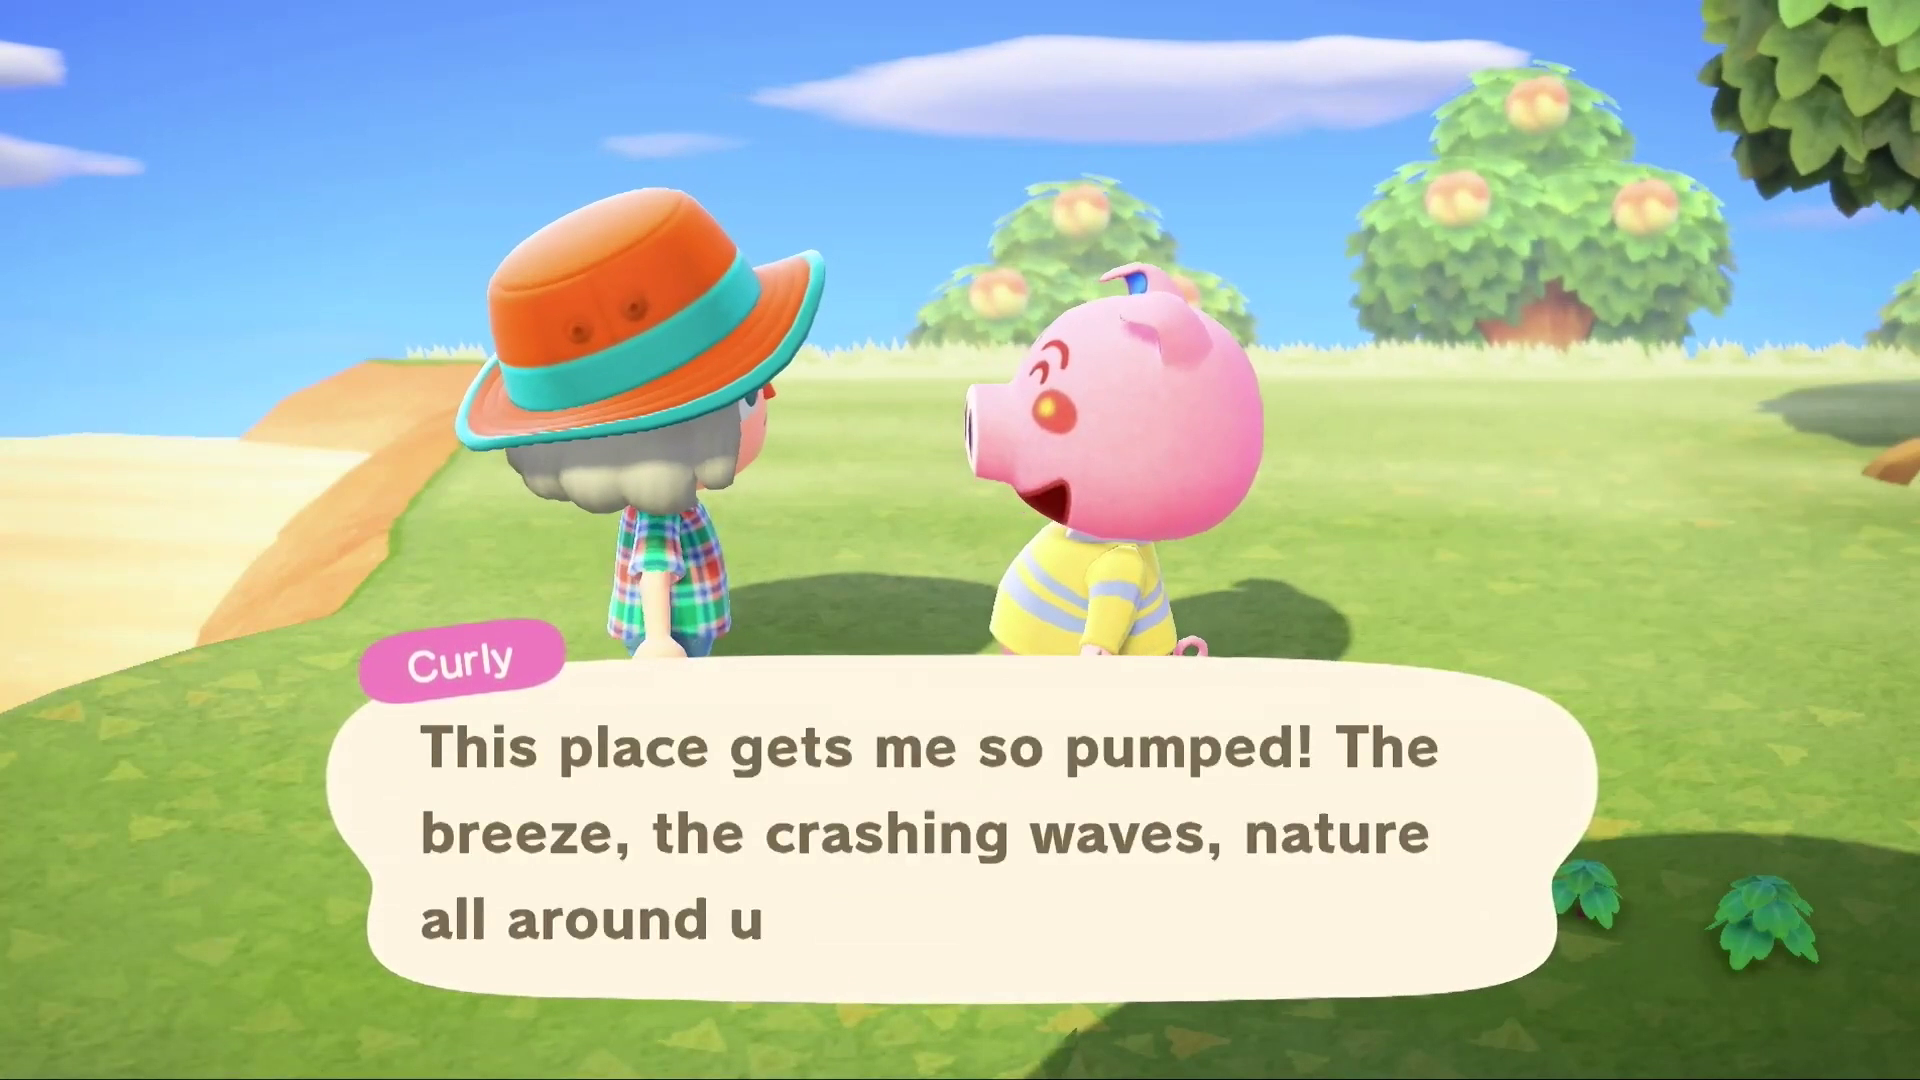 Curly
This place gets me so pumped! The
breeze, the crashing waves, nature
all around u